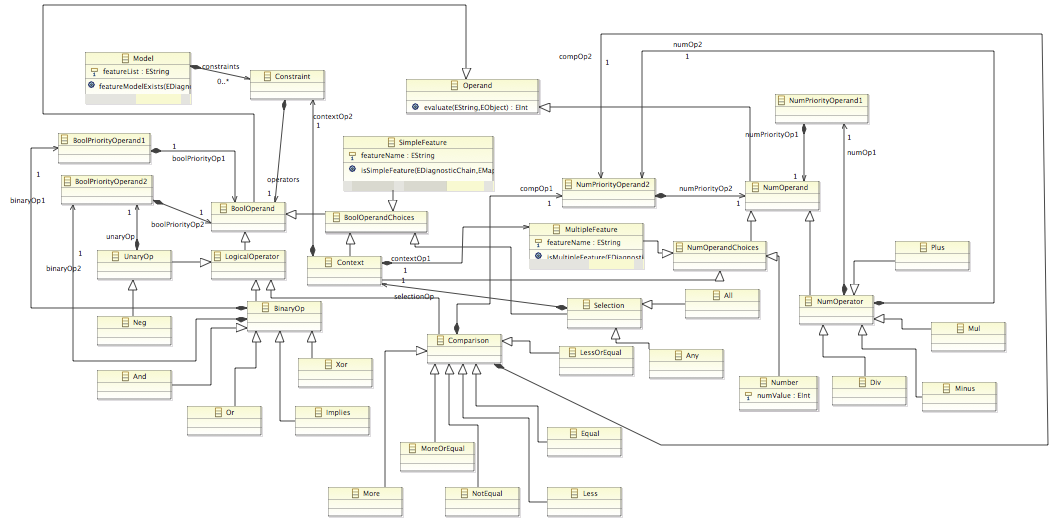 Model
featureList : EString
featureModelExists(EDiagn
constraints
0..*
Constraint
Operand
evaluate(EString,EObject) : EInt
compOp2
1
numOp2
1
NumPriorityOperand1
contextOp2
1
BoolPriorityOperand1
1
boolPriorityOp1
SimpleFeature
featureName : EString
isSimpleFeature(EDiagnosticChain,EMap
numPriorityOp1
1
numOp1
1
binaryOp1
BoolPriorityOperand2
operators
1
NumPriorityOperand2
compOp1
1
numPriorityOp2
1
1
NumOperand
1
1
BoolOperand
BoolOperandChoices
boolPriorityOp2
unaryOp
1
MultipleFeature
featureName : EString
isMultipleFeature(EDiagnosti
NumOperandChoices
Plus
UnaryOp
LogicalOperator
Context
contextOp1
1
1
binaryOp2
selectionOp
All
NumOperator
BinaryOp
Selection
Neg
Mul
Comparison
LessOrEqual
Any
Xor
And
Number
numValue : EInt
Div
Minus
Or
Implies
Equal
MoreOrEqual
More
NotEqual
Less